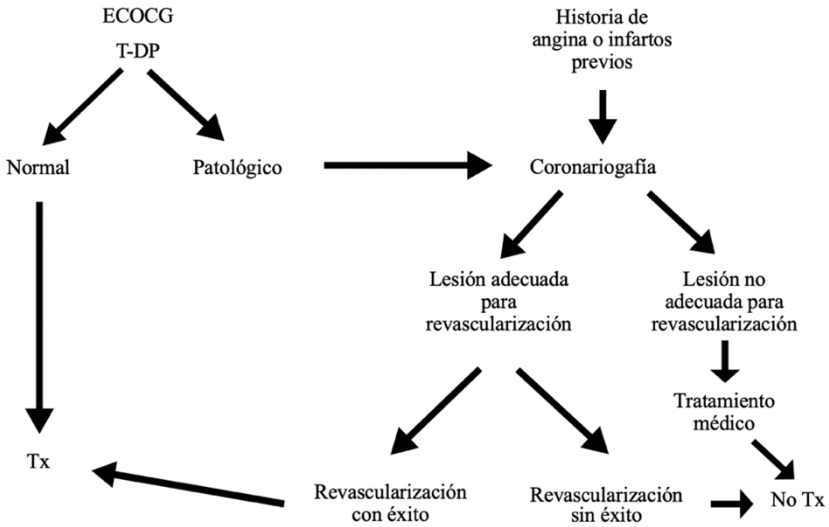 ECOCG
T-DP
Historia de
angina o infartos
previos
Normal
Patológico
Coronariogafía
Lesión adecuada
para
revascularización
Lesión no
adecuada para
revascularización
Tratamiento
médico
Tx
Revascularización
con éxito
Revascularización
sin éxito
No Tx